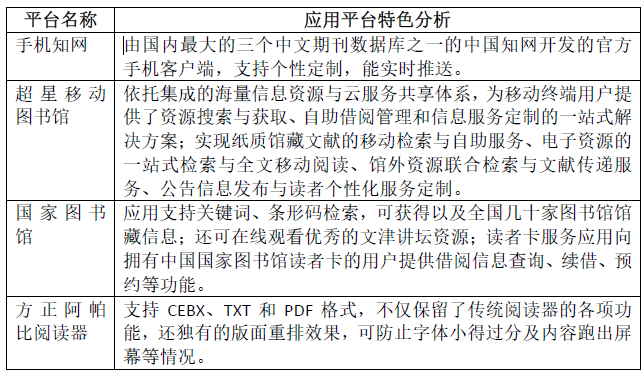 平台名称 应用平台特色分析
手机知网 由国内最大的三个中文期刊数据库之一的中国知网开发的官方
手机客户端，支持个性定制，能实时推送。
超星移动 依托集成的海量信息资源与云服务共享体系，为移动终端用户提
图书馆 供了资源搜索与获取、自助借阅管理和信息服务定制的一站式解
决方案；实现纸质馆藏文献的移动检索与自助服务、电子资源的
一站式检索与全文移动阅读、馆外资源联合检索与文献传递服
务、公告信息发布与读者个性化服务定制。
国家图书 应用支持关键词、条形码检索，可获得以及全国几十家图书馆馆
馆 藏信息；还可在线观看优秀的文津讲坛资源；读者卡服务应用向
拥有中国国家图书馆读者卡的用户提供借阅信息查询、续借、预
约等功能。
方正阿帕 支持 CEBX、TXT 和 PDF 格式，不仅保留了传统阅读器的各项功
比阅读器 能，还独有的版面重排效果，可防止字体小得过分及内容跑出屏
幕等情况。